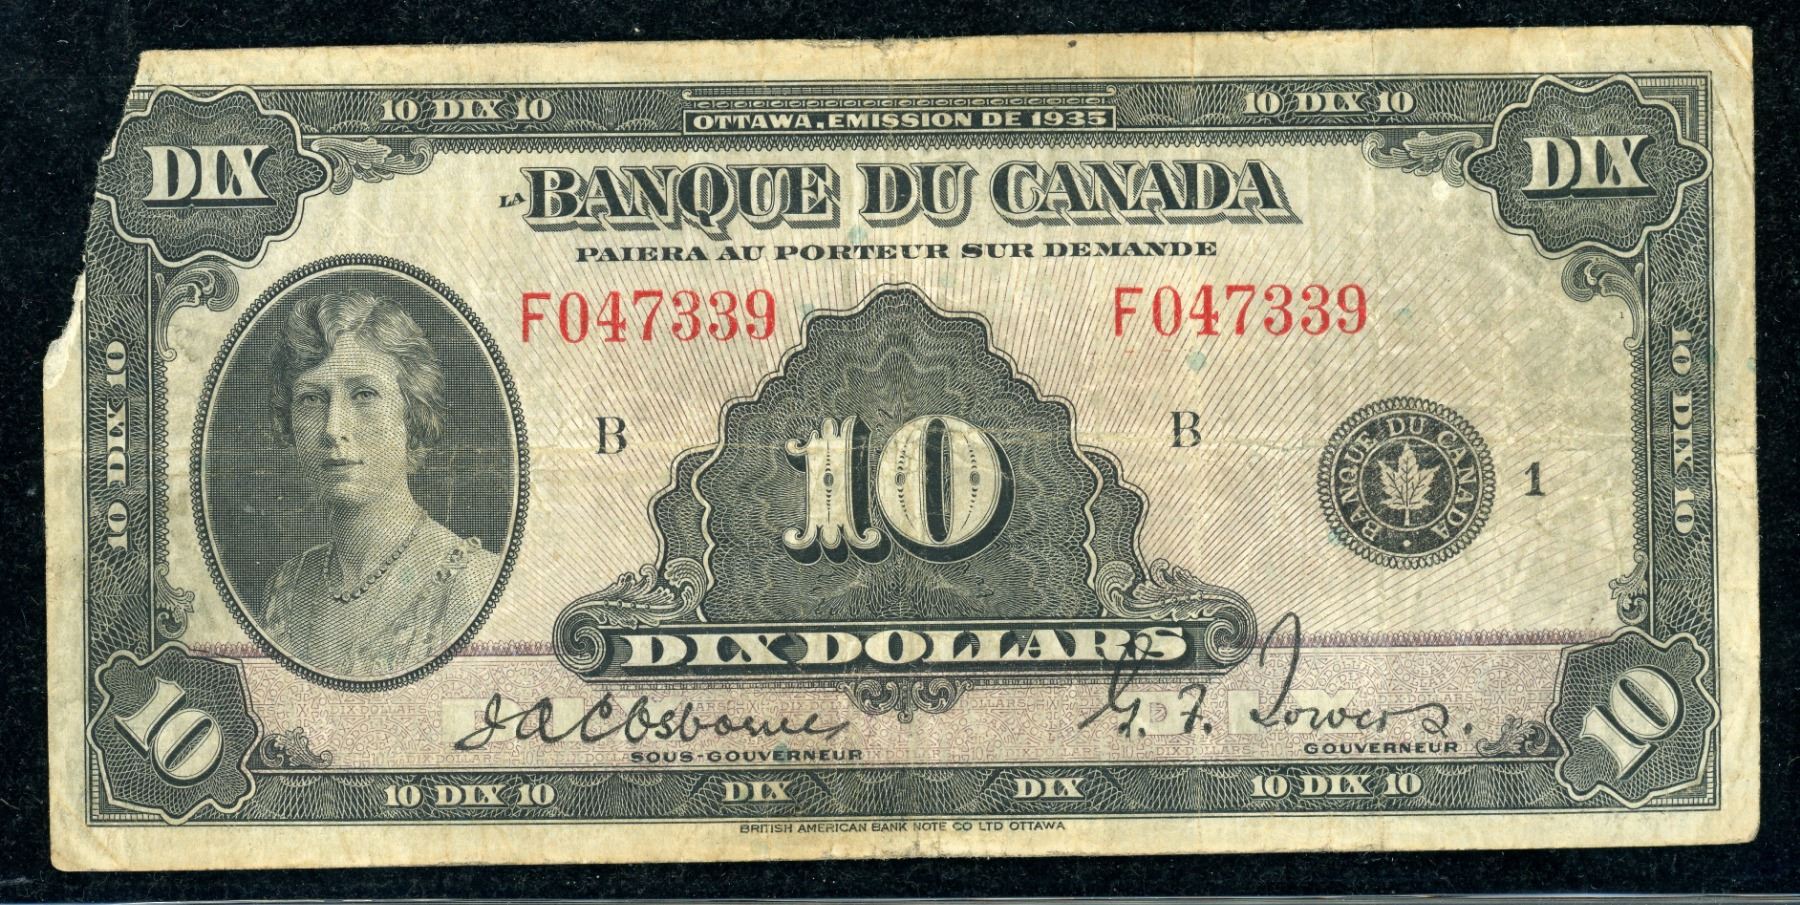 10 DIX 10
OTTAWA, EMISSION DE 1935
10 DIX 10
DIX
DIX
LA BANQUE DU CANADA
PAIERA AU PORTEUR SUR DEMANDE
F047339
F047339
10 DIX 10
10 DIX 10
B
B
10
BANQUE DU CANADA
1
DIX DOLLARS
J A C Osborne
G. F. Towers.
SOUS-GOUVERNEUR
GOUVERNEUR
10
10
10 DIX 10
DIX
DIX
10 DIX 10
BRITISH AMERICAN BANK NOTE CO LTD OTTAWA